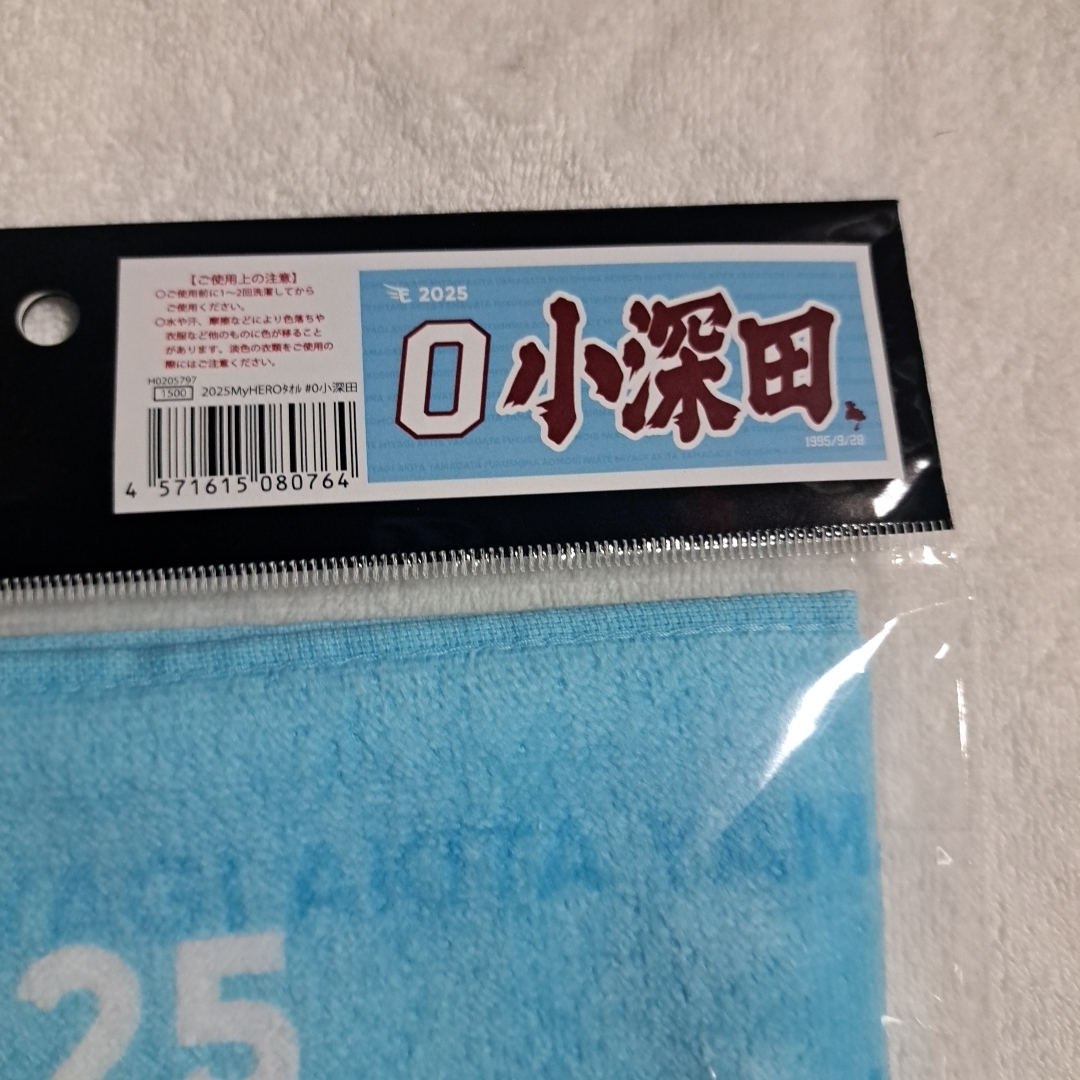 【ご使用上の注意】
○ご使用前に1～2回洗濯してから
ご使用ください。
○水や汗、摩擦などにより色落ちや
衣服など他のものに色が移ること
があります。淡色の衣類をご使用の
際にはご注意ください。
H0205797
1500 2025MyHEROﾀｵﾙ #0小深田
4 571615 080764
E 2025
0 小深田
1995/9/28
25